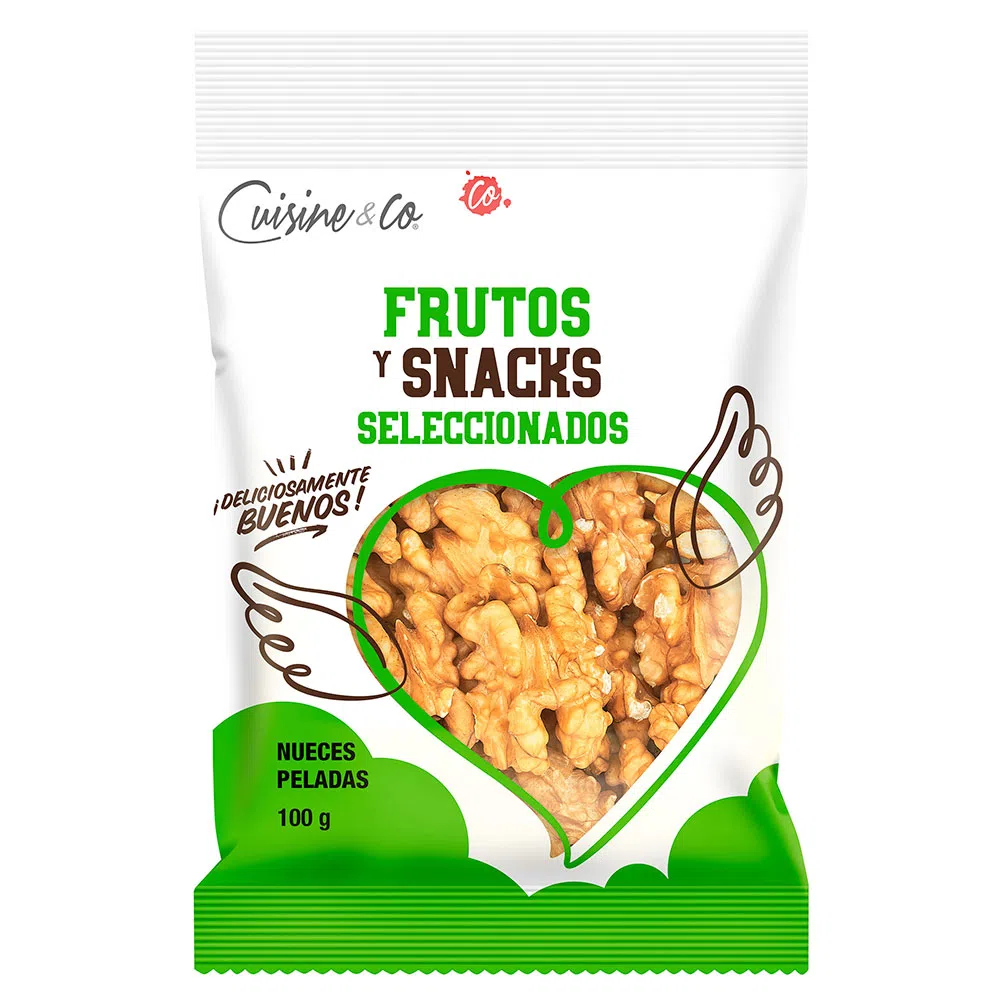 Cuisine & Co®
Co
FRUTOS
Y SNACKS
SELECCIONADOS
¡DELICIOSAMENTE
BUENOS!
NUECES
PELADAS
100 g